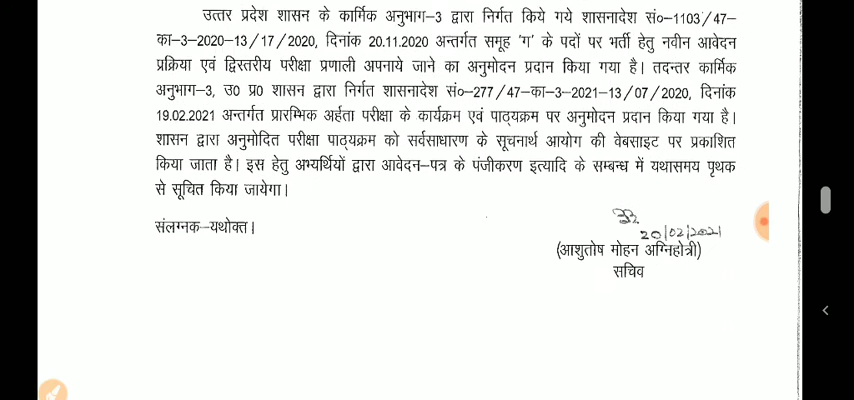 उत्तर प्रदेश शासन के कार्मिक अनुभाग-3 द्वारा निर्गत किये गये शासनादेश सं०-1103/47-
का-3-2020-13/17/2020, दिनांक 20.11.2020 अन्तर्गत समूह 'ग' के पदों पर भर्ती हेतु नवीन आवेदन
प्रक्रिया एवं द्विस्तरीय परीक्षा प्रणाली अपनाये जाने का अनुमोदन प्रदान किया गया है। तदन्तर कार्मिक
अनुभाग-3, उ० प्र० शासन द्वारा निर्गत शासनादेश सं०-277/47-का-3-2021-13/07/2020, दिनांक
19.02.2021 अन्तर्गत प्रारम्भिक अर्हता परीक्षा के कार्यक्रम एवं पाठ्यक्रम पर अनुमोदन प्रदान किया गया है।
शासन द्वारा अनुमोदित परीक्षा पाठ्यक्रम को सर्वसाधारण के सूचनार्थ आयोग की वेबसाइट पर प्रकाशित
किया जाता है। इस हेतु अभ्यर्थियों द्वारा आवेदन-पत्र के पंजीकरण इत्यादि के सम्बन्ध में यथासमय पृथक
से सूचित किया जायेगा।
संलग्नक-यथोक्त।
20/02/2021
(आशुतोष मोहन अग्निहोत्री)
सचिव